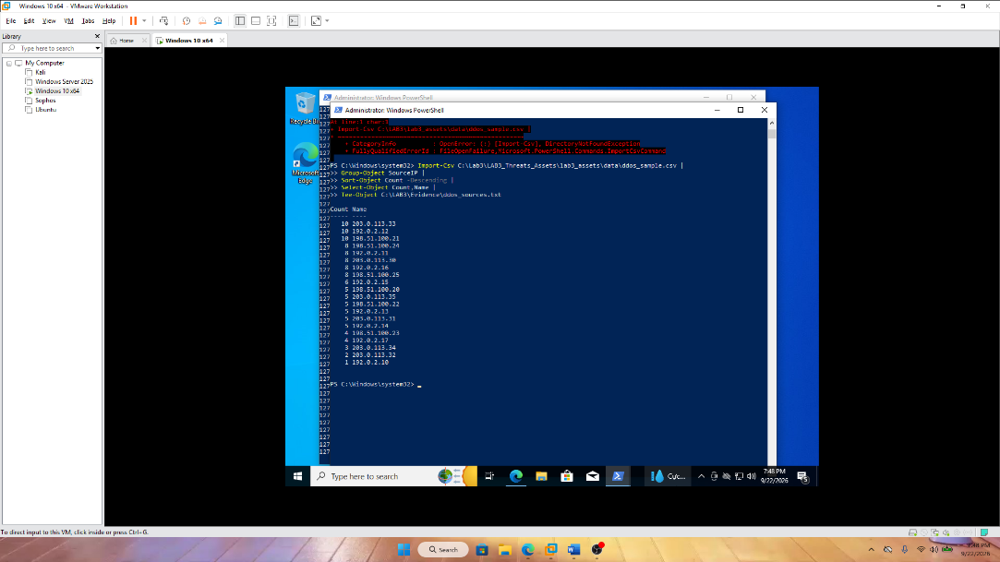 Windows 10 x64 - VMware Workstation
File Edit View VM Tabs Help
Library
Type here to search
My Computer
Kali
Windows Server 2025
Windows 10 x64
Sophos
Ubuntu
Home
Windows 10 x64
Recycle Bi
Microsoft
Edge
Administrator: Windows PowerShell
Administrator: Windows PowerShell
At line:1 char:1
+ Import-Csv C:\LAB3\lab3_assets\data\ddos_sample.csv |
+ CategoryInfo : OpenError: (:) [Import-Csv], DirectoryNotFoundException
+ FullyQualifiedErrorId : FileOpenFailure,Microsoft.PowerShell.Commands.ImportCsvCommand
PS C:\Windows\system32> Import-Csv C:\Lab3\LAB3_Threats_Assets\lab3_assets\data\ddos_sample.csv |
>> Group-Object SourceIP |
>> Sort-Object Count -Descending |
>> Select-Object Count,Name |
>> Tee-Object C:\LAB3\Evidence\ddos_sources.txt
Count Name
----- ----
10 203.0.113.33
10 192.0.2.12
10 198.51.100.21
8 198.51.100.24
8 192.0.2.11
8 203.0.113.30
8 192.0.2.16
8 198.51.100.25
6 192.0.2.15
5 198.51.100.20
5 203.0.113.35
5 198.51.100.22
5 192.0.2.13
5 203.0.113.31
5 192.0.2.14
4 198.51.100.23
4 192.0.2.17
3 203.0.113.34
2 203.0.113.32
1 192.0.2.10
PS C:\Windows\system32> _
Type here to search
Cực...
7:48 PM
9/22/2026
5
To direct input to this VM, click inside or press Ctrl+G.
Search
7:48 PM
9/22/2026